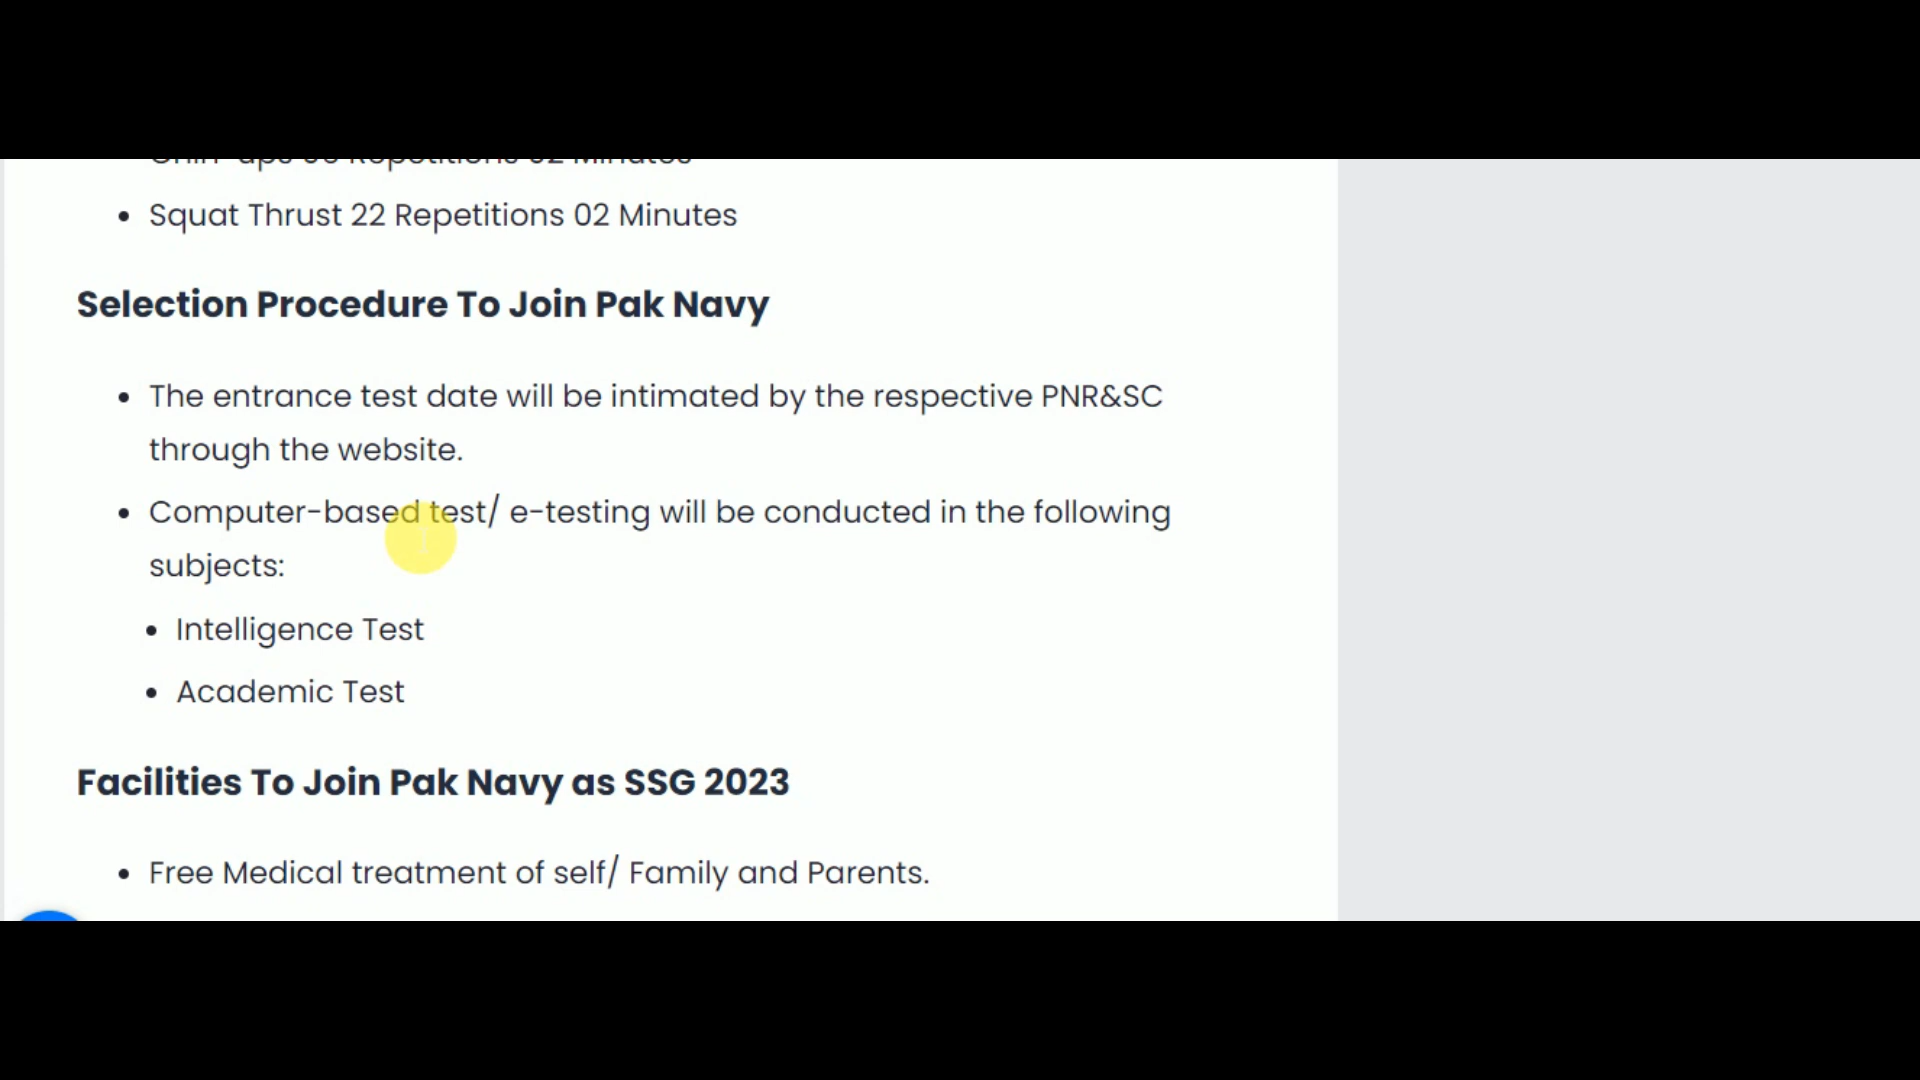 Repetitions 02 Minutes
• Squat Thrust 22 Repetitions 02 Minutes
Selection Procedure To Join Pak Navy
• The entrance test date will be intimated by the respective PNR&SC
through the website.
• Computer-based test/ e-testing will be conducted in the following
subjects:
• Intelligence Test
• Academic Test
Facilities To Join Pak Navy as SSG 2023
• Free Medical treatment of self/ Family and Parents.